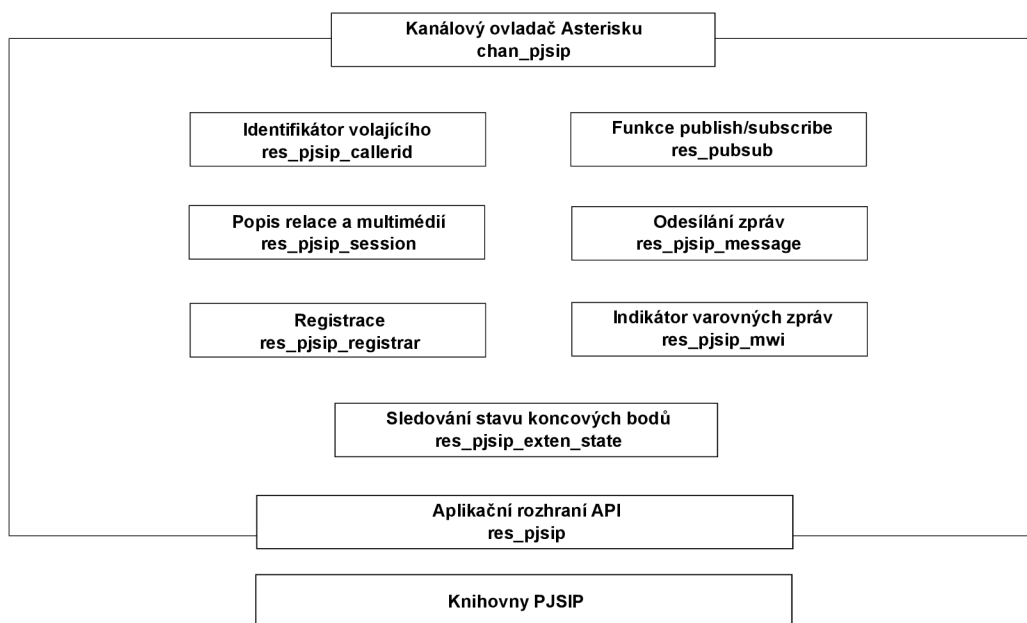 Kanálový ovladač Asterisku
chan_pjsip
Identifikátor volajícího
res_pjsip_callerid
Funkce publish/subscribe
res_pubsub
Popis relace a multimédií
res_pjsip_session
Odesílání zpráv
res_pjsip_message
Registrace
res_pjsip_registrar
Indikátor varovných zpráv
res_pjsip_mwi
Sledování stavu koncových bodů
res_pjsip_exten_state
Aplikační rozhraní API
res_pjsip
Knihovny PJSIP